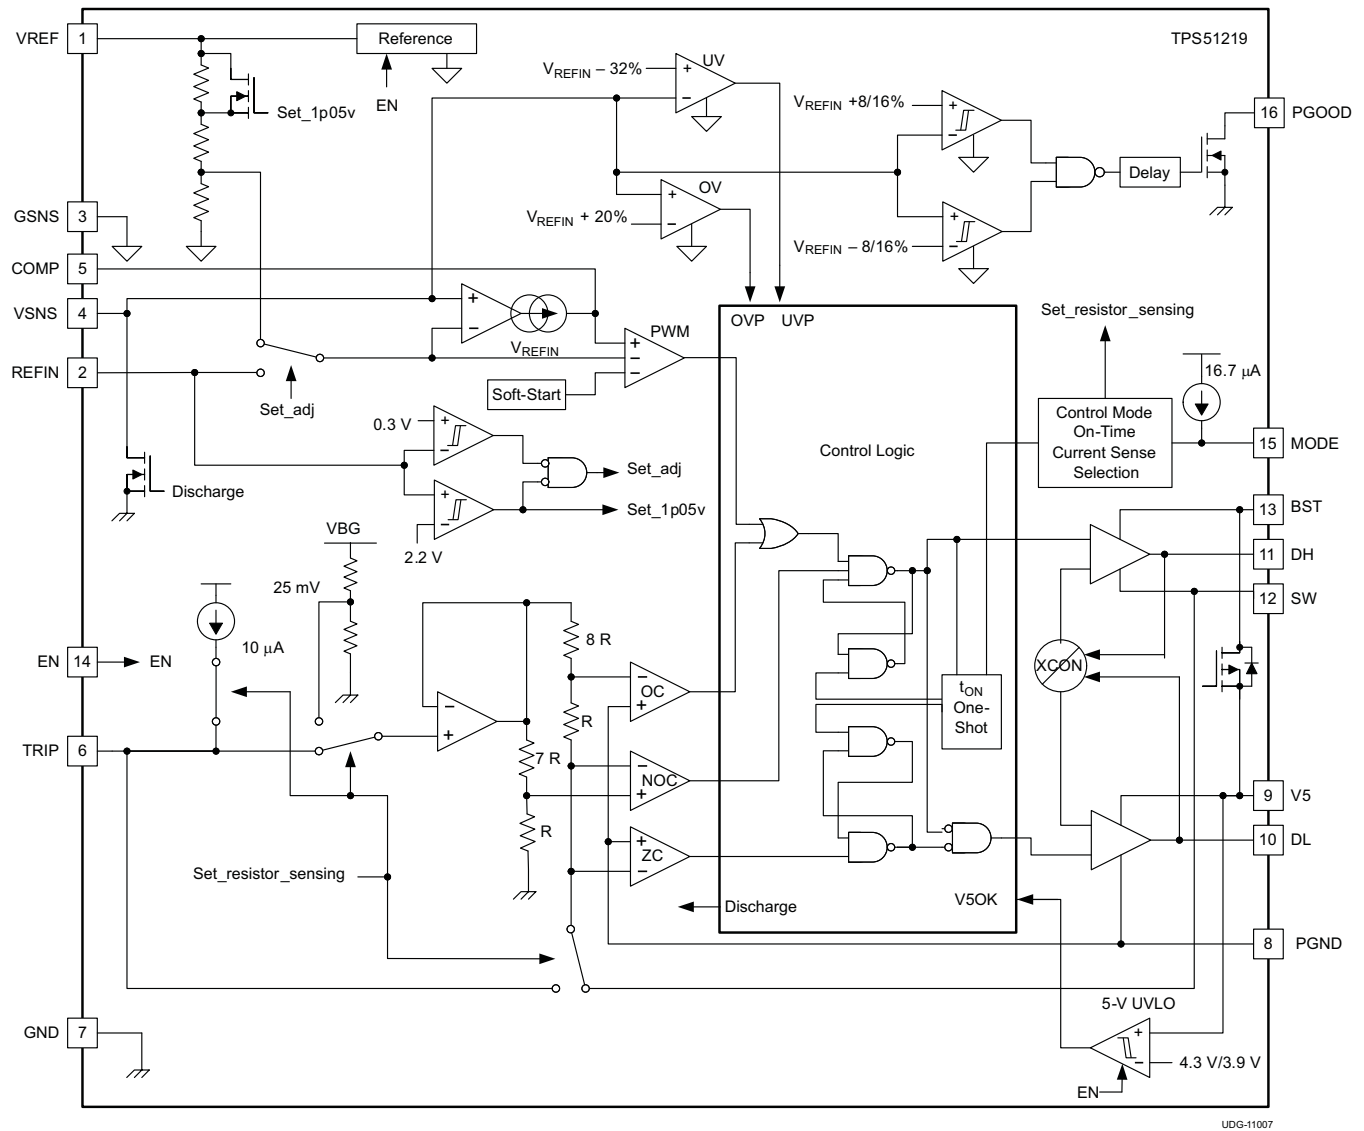 VREF 1
Reference
TPS51219
EN
Set_1p05v
VREFIN – 32%
UV
VREFIN +8/16%
16 PGOOD
Delay
OV
VREFIN + 20%
VREFIN – 8/16%
GSNS 3
COMP 5
VSNS 4
REFIN 2
VREFIN
PWM
Soft-Start
Set_adj
OVP UVP
Set_resistor_sensing
16.7 μA
Control Mode
On-Time
Current Sense
Selection
15 MODE
Control Logic
0.3 V
Set_adj
Set_1p05v
2.2 V
Discharge
13 BST
11 DH
12 SW
VBG
25 mV
10 μA
EN 14 EN
TRIP 6
8 R
OC
R
7 R
NOC
R
ZC
tON
One-
Shot
XCON
9 V5
10 DL
Set_resistor_sensing
Discharge
V5OK
8 PGND
GND 7
5-V UVLO
4.3 V/3.9 V
EN
UDG-11007